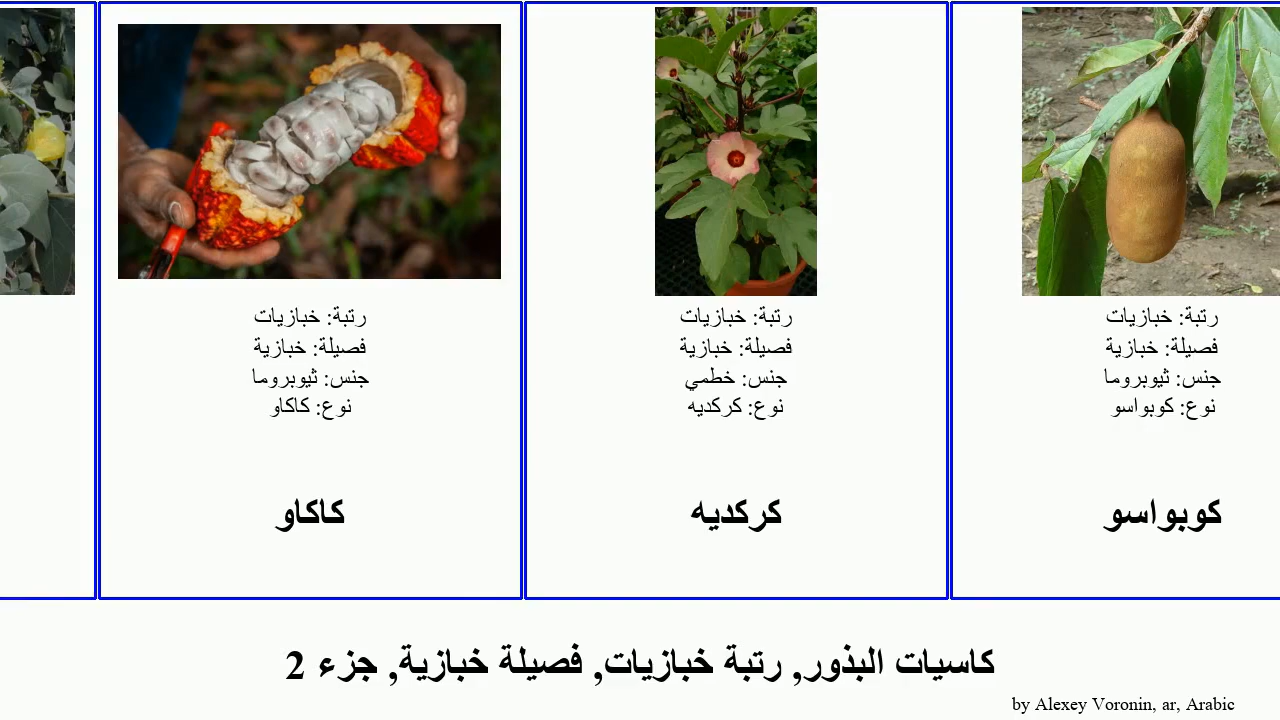 رتبة: خبازيات
فصيلة: خبازية
جنس: ثيوبروما
نوع: كاكاو
كاكاو
رتبة: خبازيات
فصيلة: خبازية
جنس: خطمي
نوع: كركديه
كركديه
رتبة: خبازيات
فصيلة: خبازية
جنس: ثيوبروما
نوع: كوبواسو
كوبواسو
كاسيات البذور, رتبة خبازيات, فصيلة خبازية, جزء 2
by Alexey Voronin, ar, Arabic